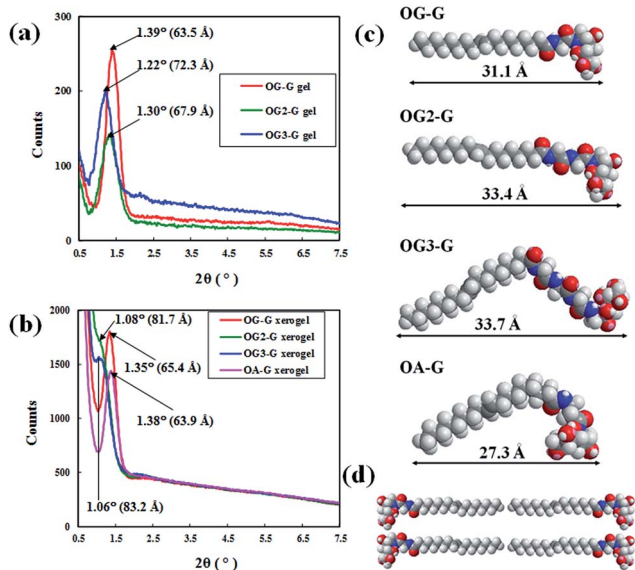 (a)
300
200
100
0
Counts
1.39° (63.5 Å)
1.22° (72.3 Å)
1.30° (67.9 Å)
OG-G gel
OG2-G gel
OG3-G gel
0.5 1.5 2.5 3.5 4.5 5.5 6.5 7.5
2θ ( ° )
(b)
2000
1500
1000
500
0
Counts
1.08° (81.7 Å)
1.35° (65.4 Å)
1.38° (63.9 Å)
1.06° (83.2 Å)
OG-G xerogel
OG2-G xerogel
OG3-G xerogel
OA-G xerogel
0.5 1.5 2.5 3.5 4.5 5.5 6.5 7.5
2θ ( ° )
(c)
OG-G
31.1 Å
OG2-G
33.4 Å
OG3-G
33.7 Å
OA-G
27.3 Å
(d)